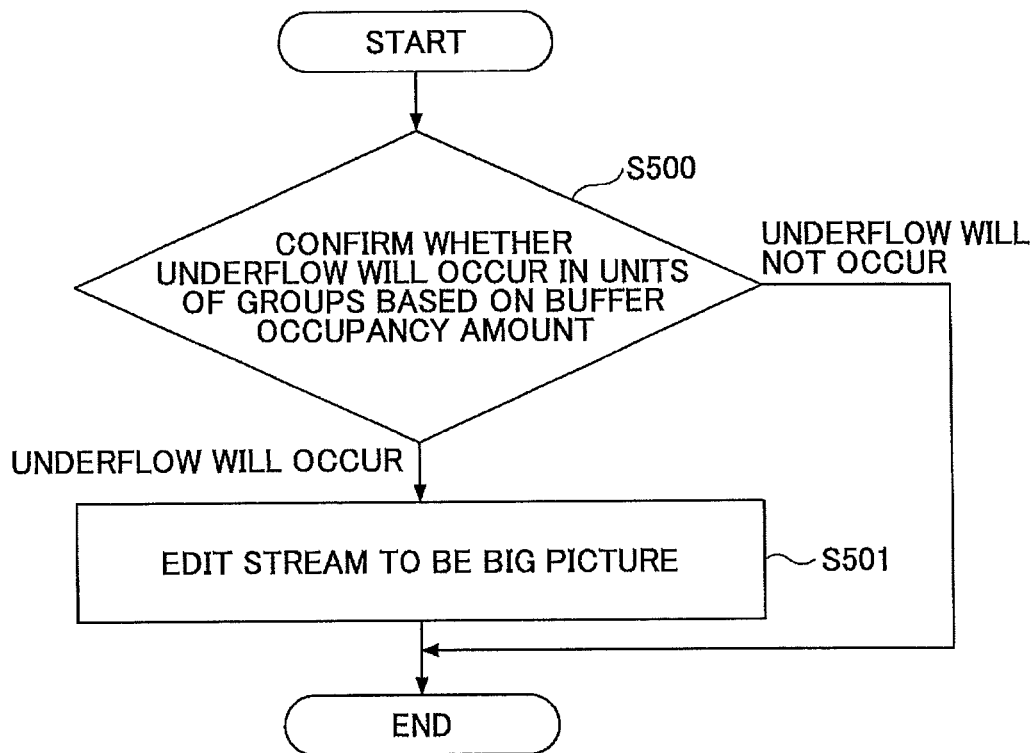 START
S500
CONFIRM WHETHER
UNDERFLOW WILL OCCUR IN UNITS
OF GROUPS BASED ON BUFFER
OCCUPANCY AMOUNT
UNDERFLOW WILL
NOT OCCUR
UNDERFLOW WILL OCCUR
EDIT STREAM TO BE BIG PICTURE
S501
END